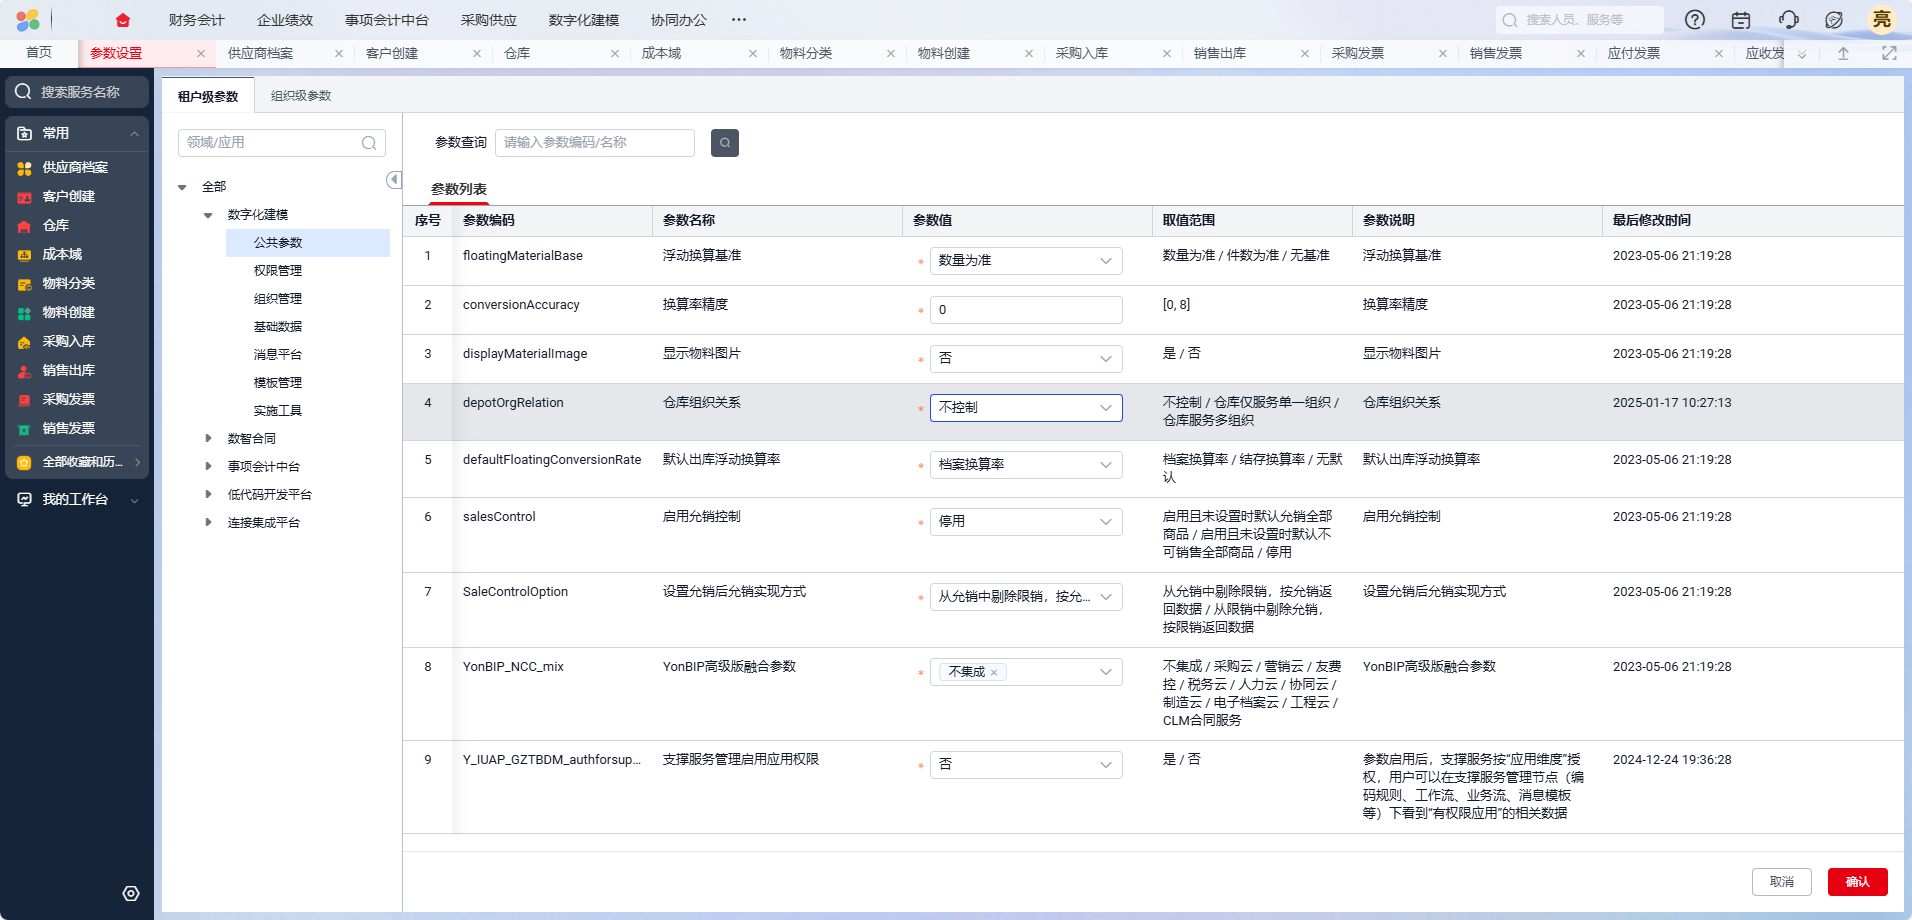 财务会计 企业绩效 事项会计中台 采购供应 数字化建模 协同办公 ··· 搜索人员、服务等 亮
首页 参数设置 供应商档案 客户创建 仓库 成本域 物料分类 物料创建 采购入库 销售出库 采购发票 销售发票 应付发票 应收发
搜索服务名称
常用
供应商档案
客户创建
仓库
成本域
物料分类
物料创建
采购入库
销售出库
采购发票
销售发票
全部收藏和历...
我的工作台
租户级参数 组织级参数
领域/应用
全部
数字化建模
公共参数
权限管理
组织管理
基础数据
消息平台
模板管理
实施工具
数智合同
事项会计中台
低代码开发平台
连接集成平台
参数查询 请输入参数编码/名称
参数列表
序号 参数编码 参数名称 参数值 取值范围 参数说明 最后修改时间
1 floatingMaterialBase 浮动换算基准 * 数量为准 数量为准 / 件数为准 / 无基准 浮动换算基准 2023-05-06 21:19:28
2 conversionAccuracy 换算率精度 * 0 [0, 8] 换算率精度 2023-05-06 21:19:28
3 displayMaterialImage 显示物料图片 * 否 是 / 否 显示物料图片 2023-05-06 21:19:28
4 depotOrgRelation 仓库组织关系 * 不控制 不控制 / 仓库仅服务单一组织 / 仓库组织关系 2025-01-17 10:27:13
仓库服务多组织
5 defaultFloatingConversionRate 默认出库浮动换算率 * 档案换算率 档案换算率 / 结存换算率 / 无默 默认出库浮动换算率 2023-05-06 21:19:28
认
6 salesControl 启用允销控制 * 停用 启用且未设置时默认允销全部 启用允销控制 2023-05-06 21:19:28
商品 / 启用且未设置时默认不
可销售全部商品 / 停用
7 SaleControlOption 设置允销后允销实现方式 * 从允销中剔除限销，按允... 从允销中剔除限销，按允销返 设置允销后允销实现方式 2023-05-06 21:19:28
回数据 / 从限销中剔除允销，
按限销返回数据
8 YonBIP_NCC_mix YonBIP高级版融合参数 * 不集成 × 不集成 / 采购云 / 营销云 / 友费 YonBIP高级版融合参数 2023-05-06 21:19:28
控 / 税务云 / 人力云 / 协同云 /
制造云 / 电子档案云 / 工程云 /
CLM合同服务
9 Y_IUAP_GZTBDM_authforsup... 支撑服务管理启用应用权限 * 否 是 / 否 参数启用后，支撑服务按“应用维度”授 2024-12-24 19:36:28
权，用户可以在支撑服务管理节点（编
码规则、工作流、业务流、消息模板
等）下看到“有权限应用”的相关数据
取消 确认